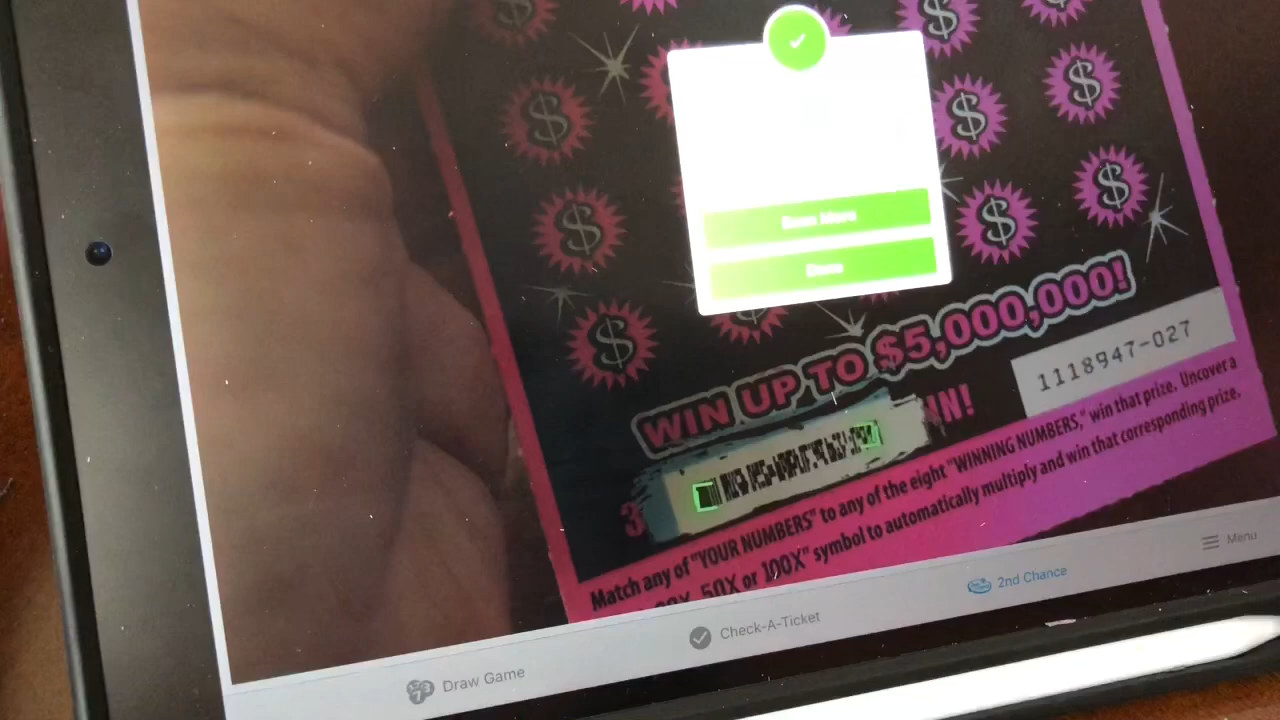 Done
WIN UP TO $5,000,000!
1118947-027
IN!
3
Match any of "YOUR NUMBERS" to any of the eight "WINNING NUMBERS," win that prize. Uncover a
50X or 100X" symbol to automatically multiply and win that corresponding prize.
Draw Game
Check-A-Ticket
2nd Chance
Menu